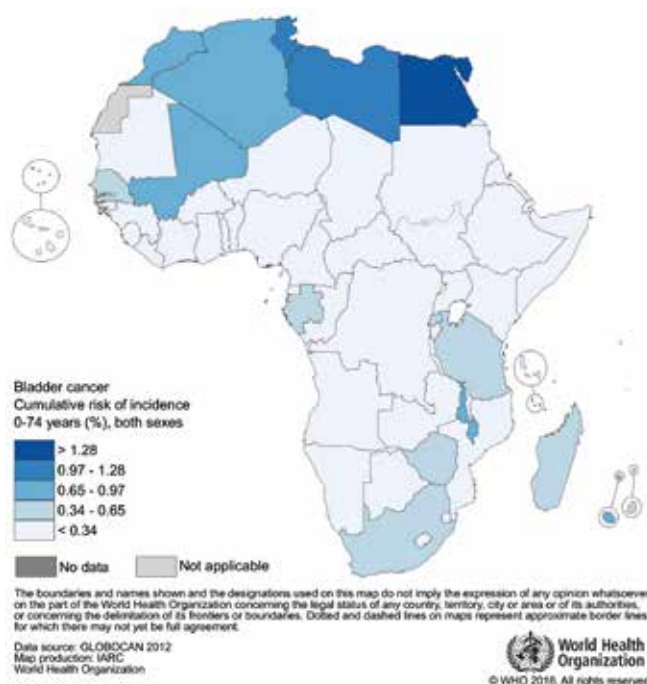 Bladder cancer
Cumulative risk of incidence
0-74 years (%), both sexes
> 1.28
0.97 - 1.28
0.65 - 0.97
0.34 - 0.65
< 0.34
No data
Not applicable
The boundaries and names shown and the designations used on this map do not imply the expression of any opinion whatsoever
on the part of the World Health Organization concerning the legal status of any country, territory, city or area or of its authorities,
or concerning the delimitation of its frontiers or boundaries. Dotted and dashed lines on maps represent approximate border lines
for which there may not yet be full agreement.
Data source: GLOBOCAN 2012
Map production: IARC
World Health Organization
World Health
Organization
© WHO 2016. All rights reserved